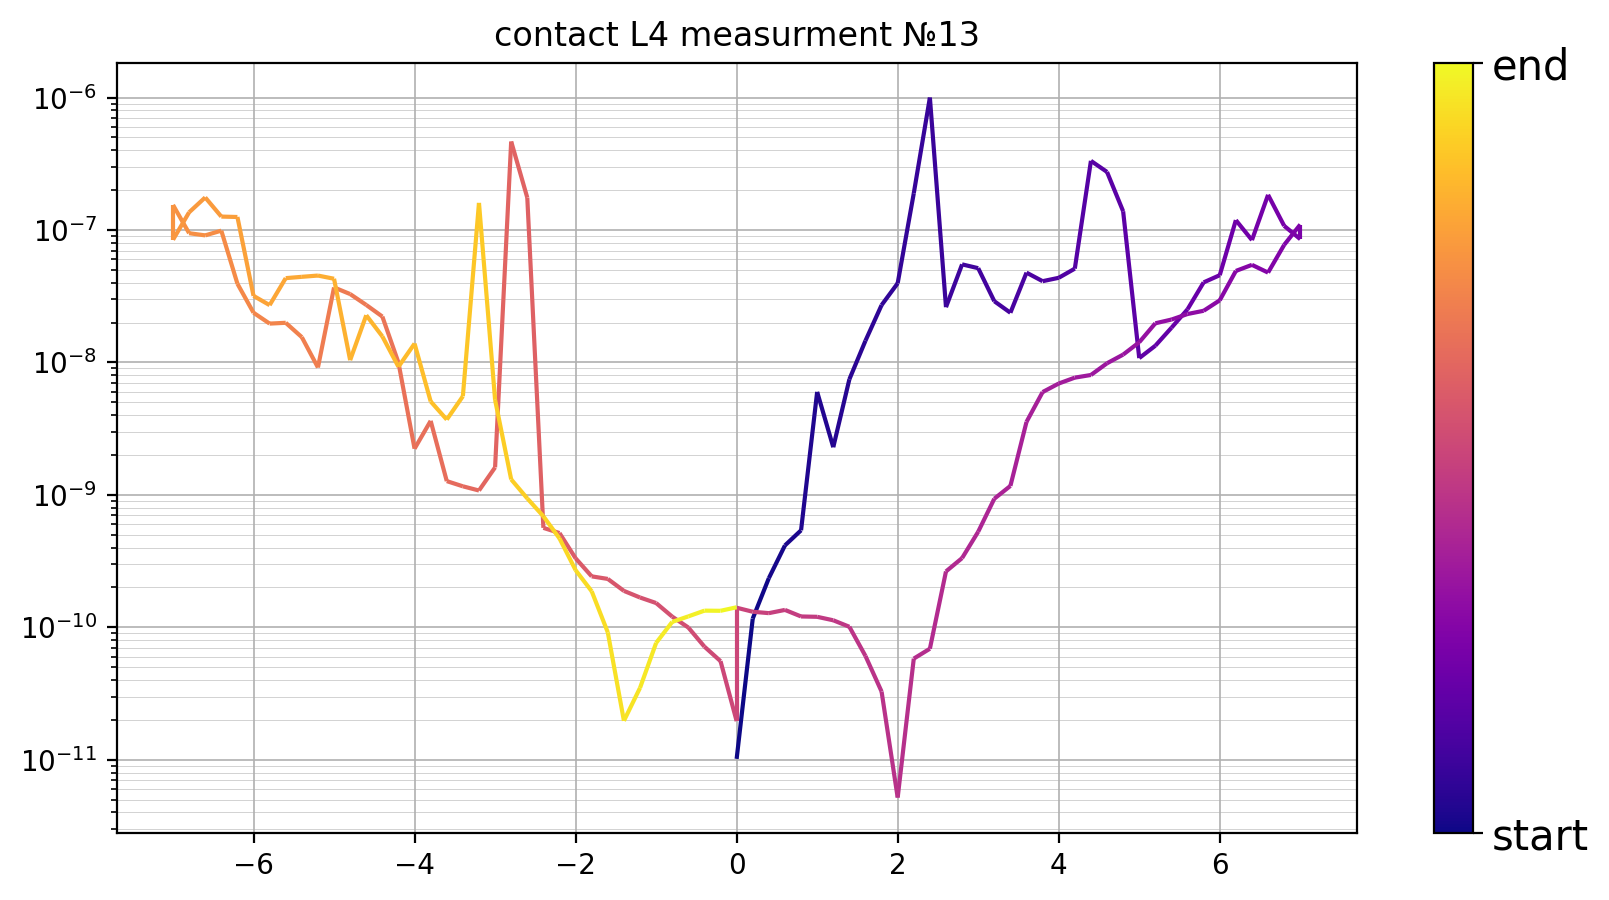 contact L4 measurment №13
10⁻⁶
10⁻⁷
10⁻⁸
10⁻⁹
10⁻¹⁰
10⁻¹¹
−6 −4 −2 0 2 4 6
end
start